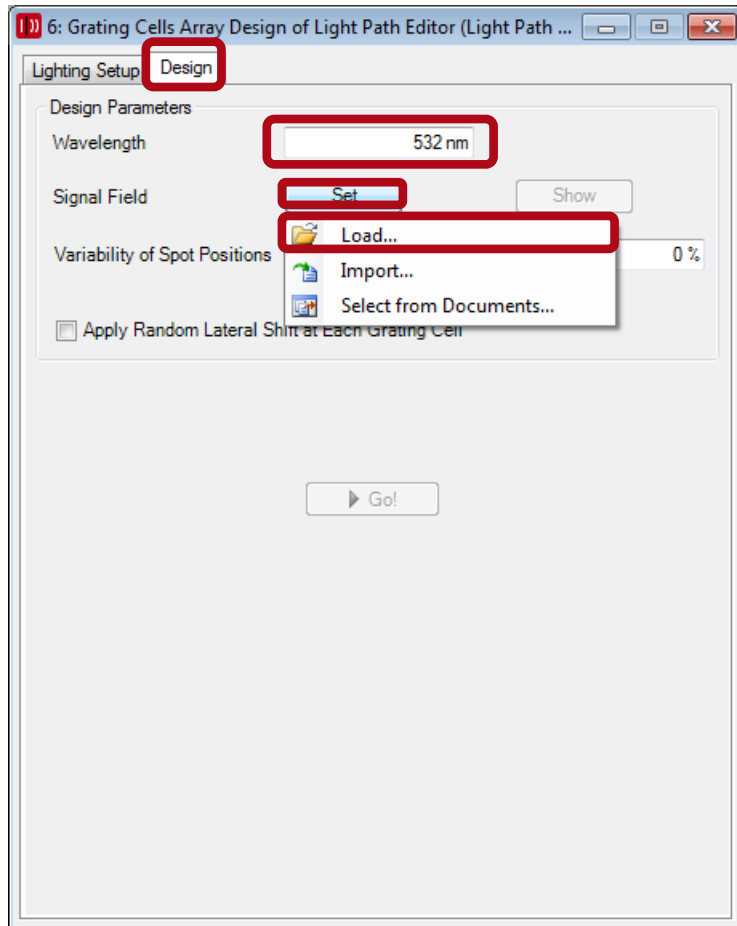 6: Grating Cells Array Design of Light Path Editor (Light Path ...
Lighting Setup Design
Design Parameters
Wavelength 532 nm
Signal Field Set Show
Load...
Variability of Spot Positions 0 %
Import...
Select from Documents...
Apply Random Lateral Shift at Each Grating Cell
Go!